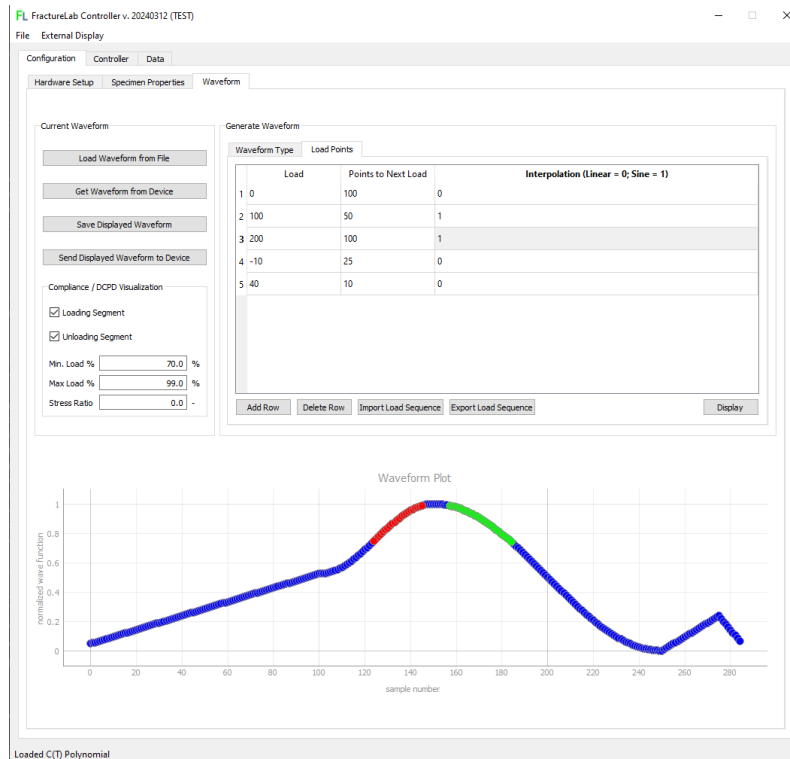 FL FractureLab Controller v. 20240312 (TEST)
File External Display
Configuration Controller Data
Hardware Setup Specimen Properties Waveform
Current Waveform
Load Waveform from File
Get Waveform from Device
Save Displayed Waveform
Send Displayed Waveform to Device
Compliance / DCPD Visualization
Loading Segment
Unloading Segment
Min. Load % 70.0 %
Max Load % 99.0 %
Stress Ratio 0.0 -
Generate Waveform
Waveform Type Load Points
Load Points to Next Load Interpolation (Linear = 0; Sine = 1)
1 0 100 0
2 100 50 1
3 200 100 1
4 -10 25 0
5 40 10 0
Add Row Delete Row Import Load Sequence Export Load Sequence Display
Waveform Plot
normalized wave function
1
0.8
0.6
0.4
0.2
0
0 20 40 60 80 100 120 140 160 180 200 220 240 260 280
sample number
Loaded C(T) Polynomial